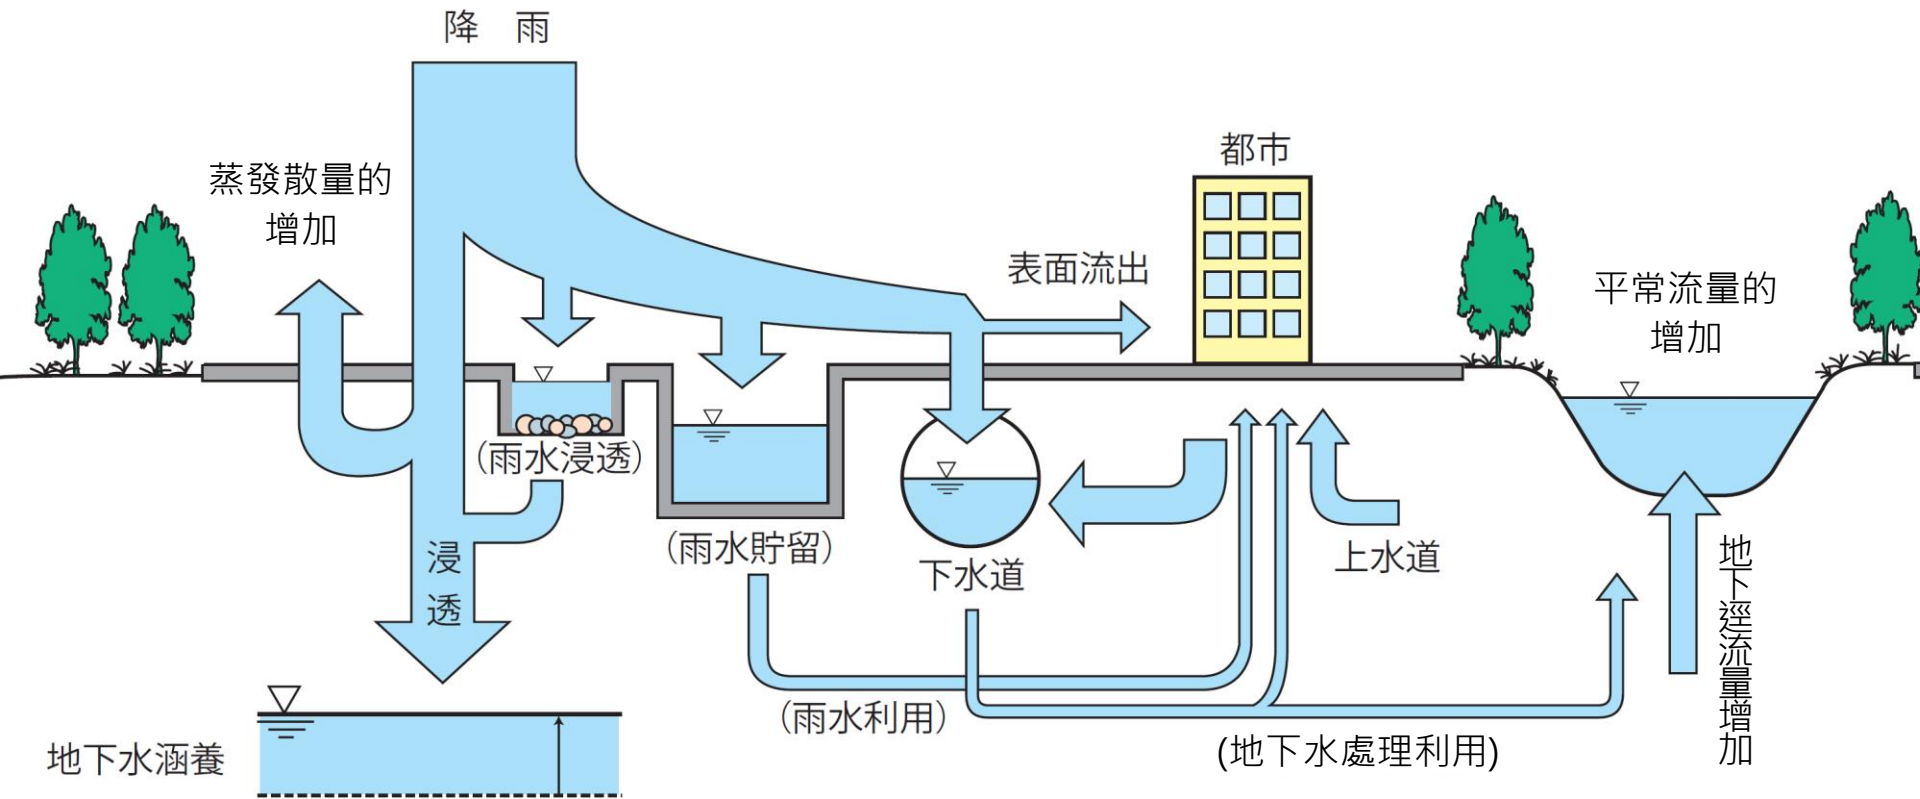 降 雨
蒸發散量的
增加
都市
表面流出
平常流量的
增加
(雨水浸透)
(雨水貯留)
下水道
上水道
浸透
地下逕流量增加
(雨水利用)
(地下水處理利用)
地下水涵養